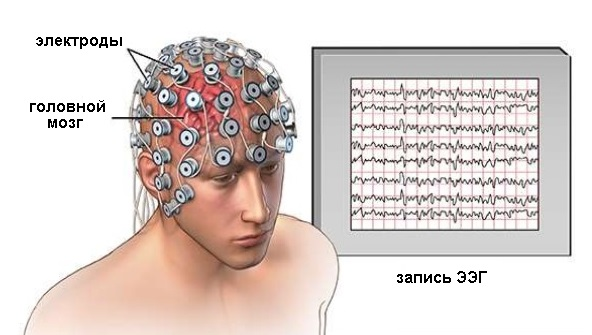 электроды
головной
мозг
запись ЭЭГ